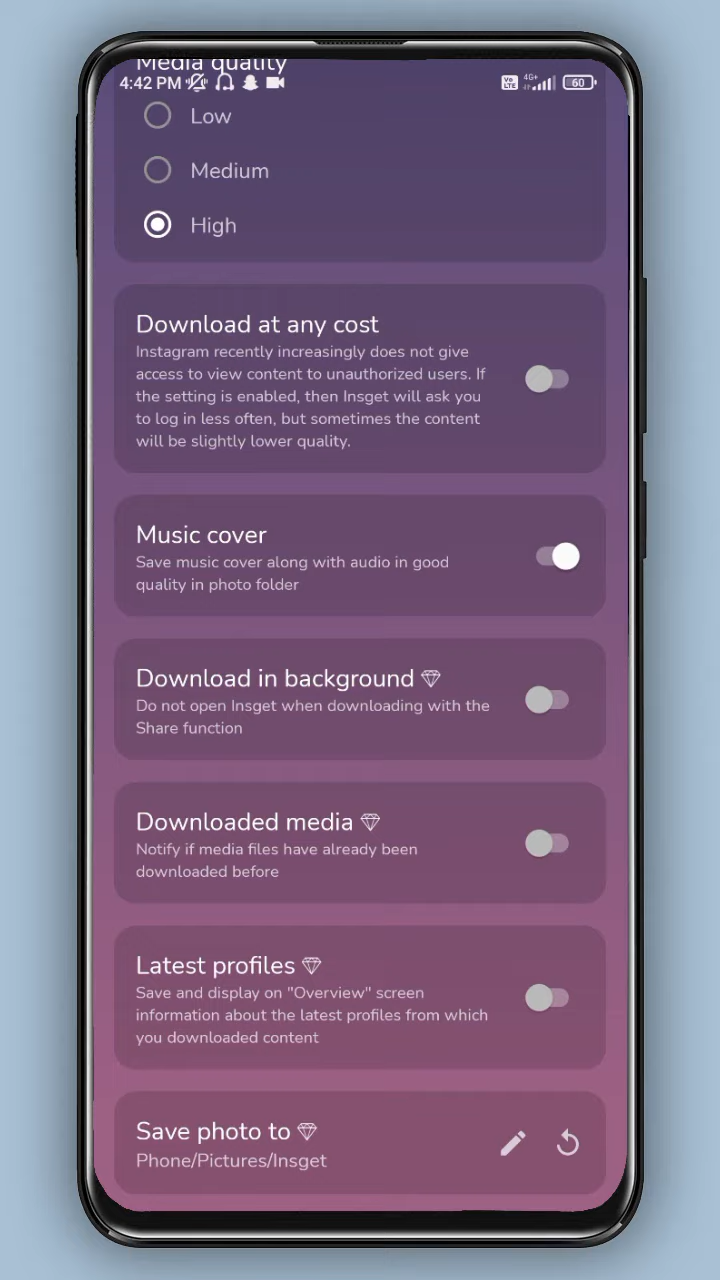 Media quality
4:42 PM Vo LTE 4G+ 60
Low
Medium
High
Download at any cost
Instagram recently increasingly does not give
access to view content to unauthorized users. If
the setting is enabled, then Insget will ask you
to log in less often, but sometimes the content
will be slightly lower quality.
Music cover
Save music cover along with audio in good
quality in photo folder
Download in background
Do not open Insget when downloading with the
Share function
Downloaded media
Notify if media files have already been
downloaded before
Latest profiles
Save and display on "Overview" screen
information about the latest profiles from which
you downloaded content
Save photo to
Phone/Pictures/Insget